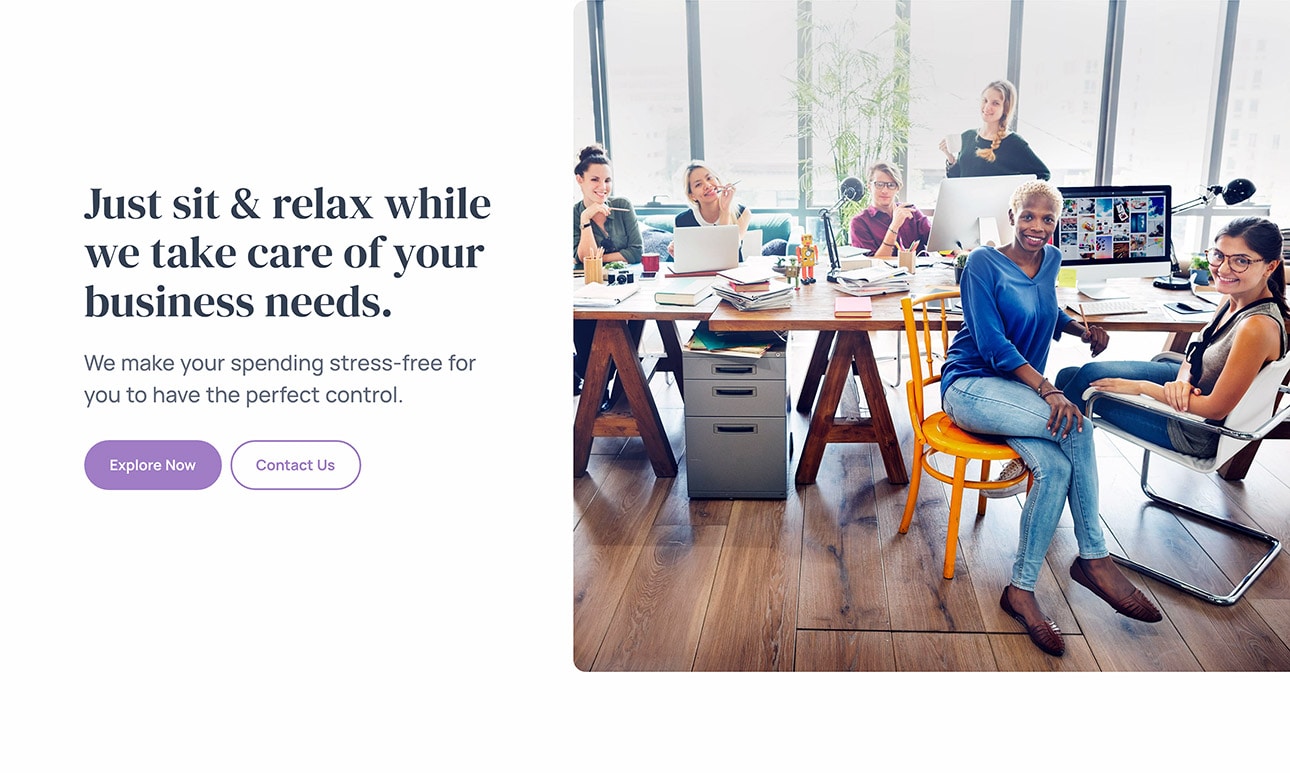 Just sit & relax while
we take care of your
business needs.
We make your spending stress-free for
you to have the perfect control.
Explore Now
Contact Us